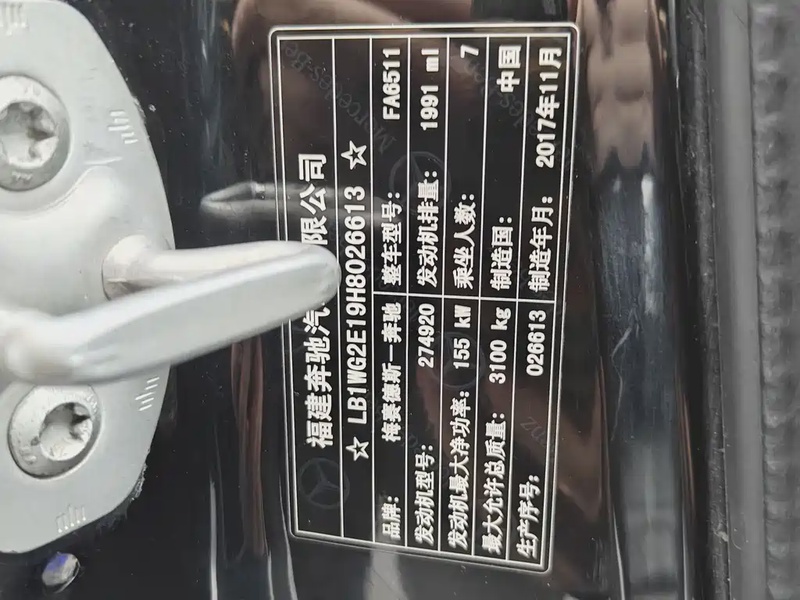 福建奔驰汽 限公司
☆ LB1WG2E19H8026613 ☆
品牌: 梅赛德斯—奔驰 整车型号: FA6511
发动机型号: 274920 发动机排量: 1991 ml
发动机最大净功率: 155 kW 乘坐人数: 7
最大允许总质量: 3100 kg 制造国: 中国
生产序号: 026613 制造年月: 2017年11月